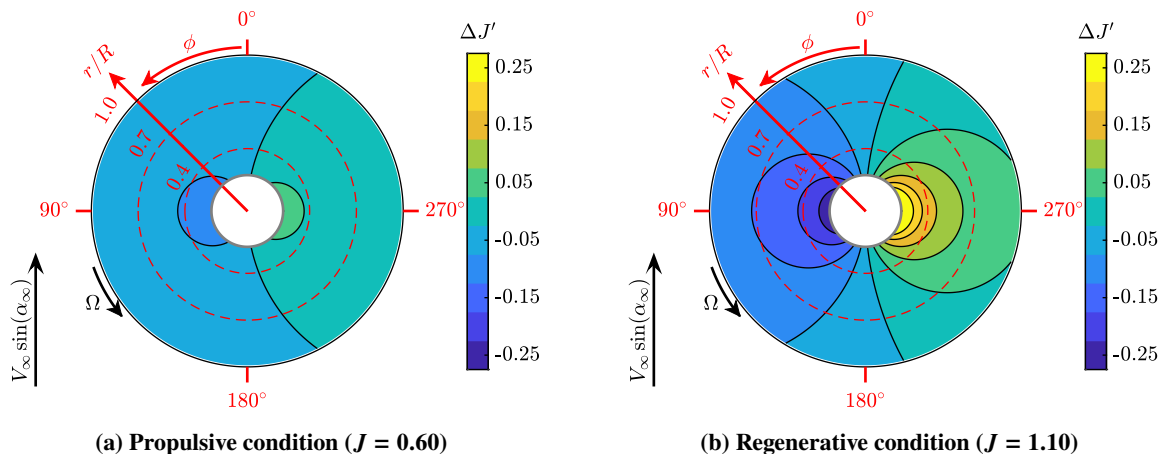 0°
ϕ
r/R
1.0
0.7
0.4
90°
270°
180°
Ω
V∞ sin(α∞)
ΔJ′
0.25
0.15
0.05
-0.05
-0.15
-0.25
(a) Propulsive condition (J = 0.60)
0°
ϕ
r/R
1.0
0.7
0.4
90°
270°
180°
Ω
V∞ sin(α∞)
ΔJ′
0.25
0.15
0.05
-0.05
-0.15
-0.25
(b) Regenerative condition (J = 1.10)